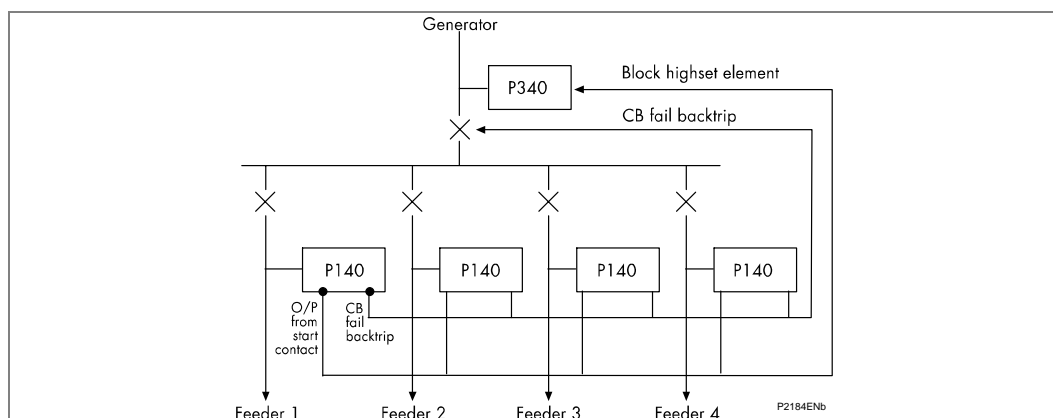 Generator
P340
Block highset element
CB fail backtrip
P140
P140
P140
P140
O/P
from
start
contact
CB
fail
backtrip
Feeder 1
Feeder 2
Feeder 3
Feeder 4
P2184ENb